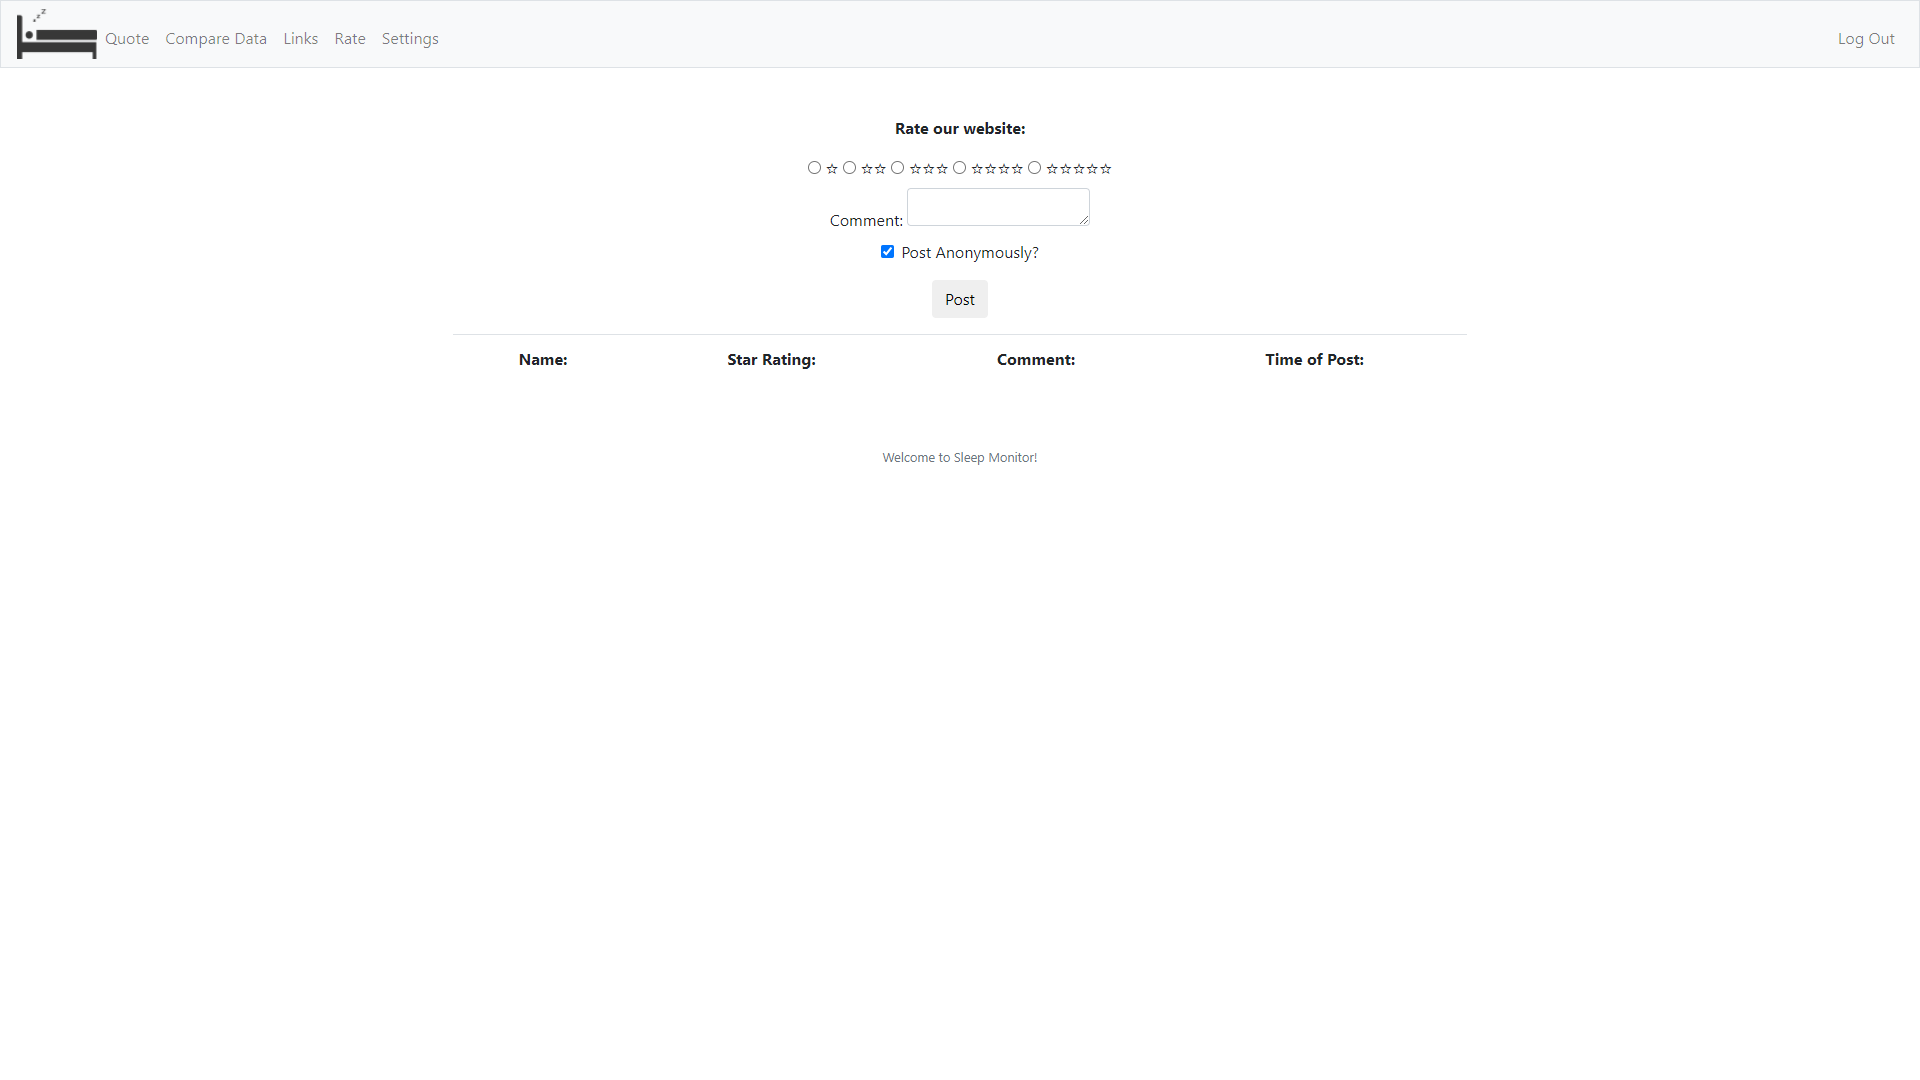 Quote Compare Data Links Rate Settings Log Out
Rate our website:
☆ ☆☆ ☆☆☆ ☆☆☆☆ ☆☆☆☆☆
Comment:
Post Anonymously?
Post
Name: Star Rating: Comment: Time of Post:
Welcome to Sleep Monitor!